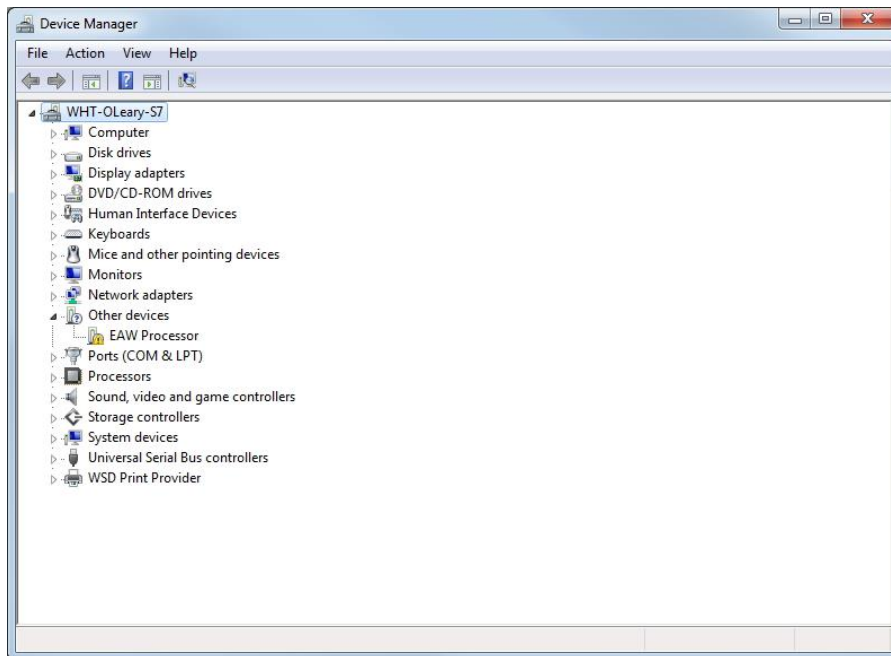 Device Manager
File Action View Help
WHT-OLeary-S7
Computer
Disk drives
Display adapters
DVD/CD-ROM drives
Human Interface Devices
Keyboards
Mice and other pointing devices
Monitors
Network adapters
Other devices
EAW Processor
Ports (COM & LPT)
Processors
Sound, video and game controllers
Storage controllers
System devices
Universal Serial Bus controllers
WSD Print Provider